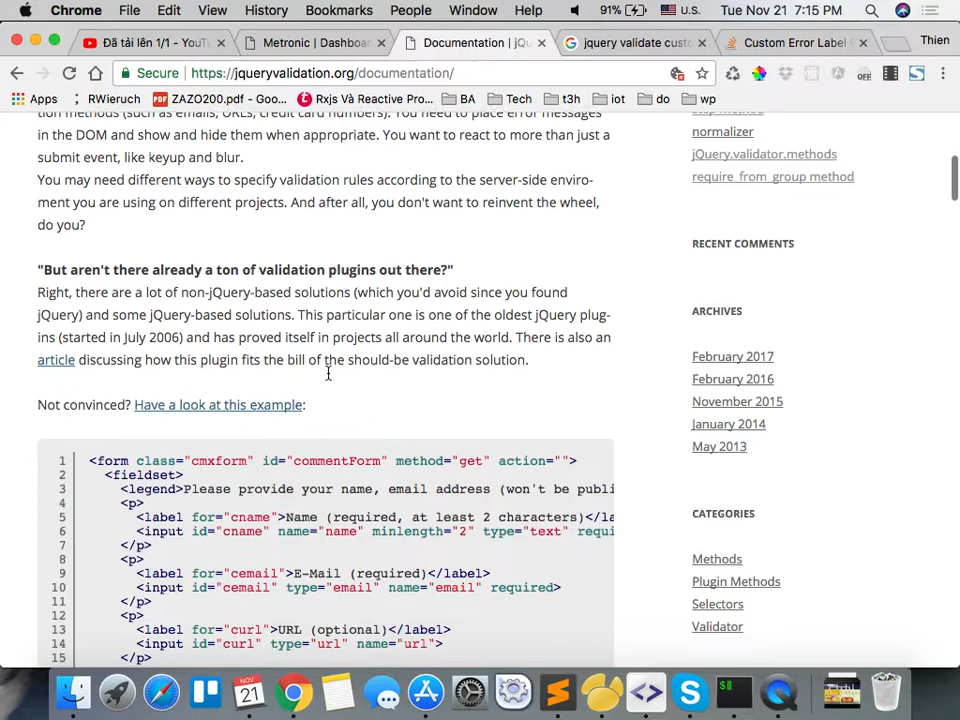 Chrome File Edit View History Bookmarks People Window Help 91% U.S. Tue Nov 21 7:15 PM
Đã tải lên 1/1 - YouT Metronic | Dashboar Documentation | jQ jquery validate cust Custom Error Label P Thien
Secure https://jqueryvalidation.org/documentation/ OFF
Apps RWieruch ZAZO200.pdf - Goo... Rxjs Và Reactive Pro... BA Tech t3h iot do wp
tion methods (such as emails, URLs, credit card numbers). You need to place error messages
in the DOM and show and hide them when appropriate. You want to react to more than just a
submit event, like keyup and blur.
You may need different ways to specify validation rules according to the server-side enviro-
ment you are using on different projects. And after all, you don't want to reinvent the wheel,
do you?
"But aren't there already a ton of validation plugins out there?"
Right, there are a lot of non-jQuery-based solutions (which you'd avoid since you found
jQuery) and some jQuery-based solutions. This particular one is one of the oldest jQuery plug-
ins (started in July 2006) and has proved itself in projects all around the world. There is also an
article discussing how this plugin fits the bill of the should-be validation solution.
Not convinced? Have a look at this example:
1 <form class="cmxform" id="commentForm" method="get" action="">
2 <fieldset>
3 <legend>Please provide your name, email address (won't be publi
4 <p>
5 <label for="cname">Name (required, at least 2 characters)</la
6 <input id="cname" name="name" minlength="2" type="text" requi
7 </p>
8 <p>
9 <label for="cemail">E-Mail (required)</label>
10 <input id="cemail" type="email" name="email" required>
11 </p>
12 <p>
13 <label for="curl">URL (optional)</label>
14 <input id="curl" type="url" name="url">
15 </p>
normalizer
jQuery.validator.methods
require_from_group method
RECENT COMMENTS
ARCHIVES
February 2017
February 2016
November 2015
January 2014
May 2013
CATEGORIES
Methods
Plugin Methods
Selectors
Validator
NOV
21